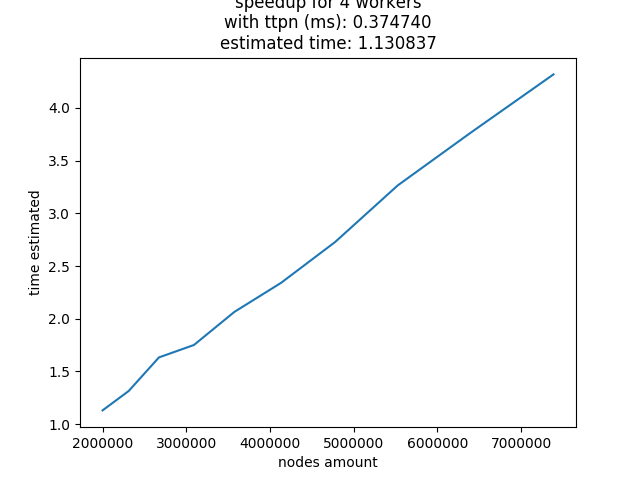 speedup for 4 workers
with ttpn (ms): 0.374740
estimated time: 1.130837
4.0
3.5
3.0
2.5
2.0
1.5
1.0
time estimated
2000000 3000000 4000000 5000000 6000000 7000000
nodes amount